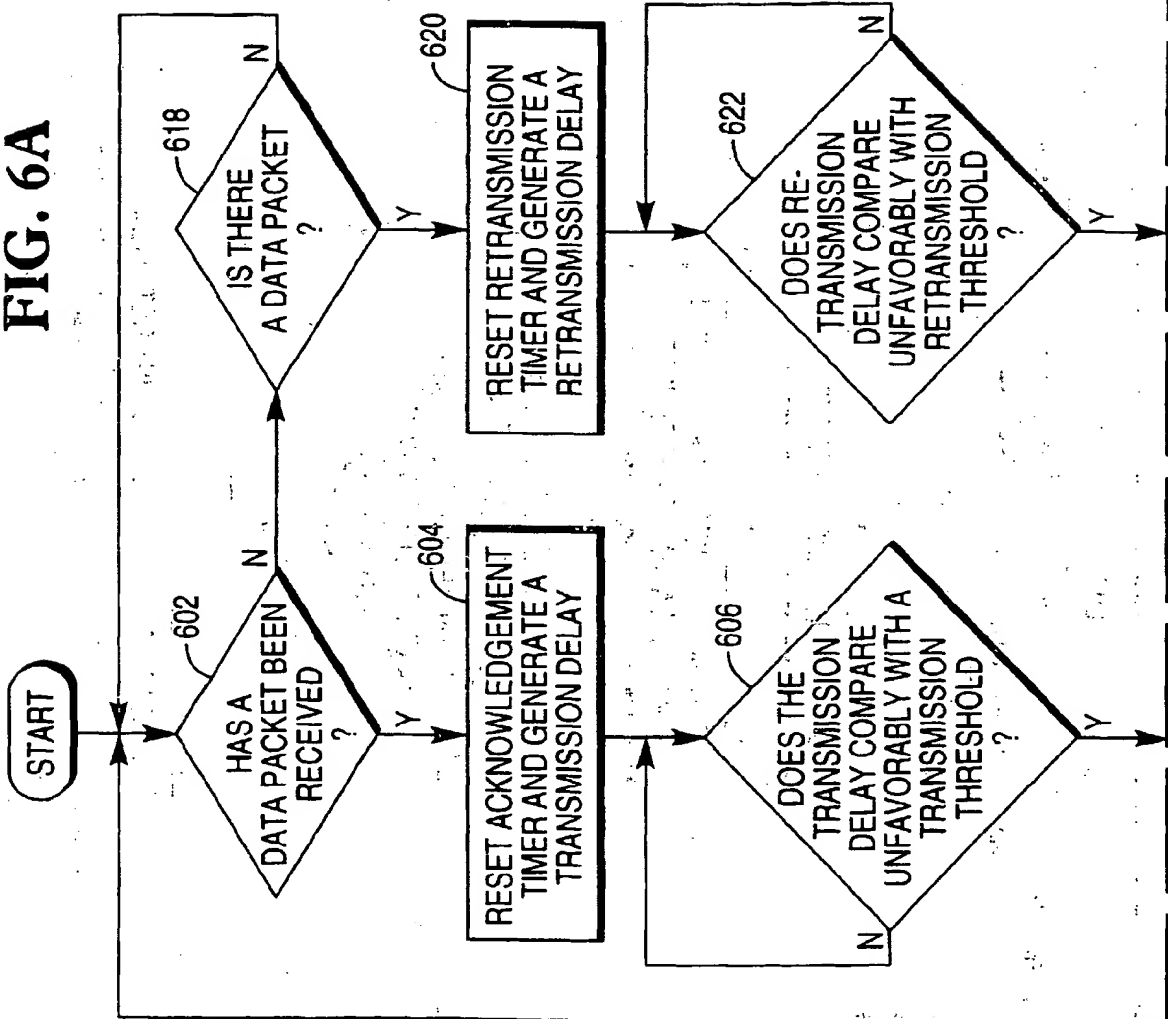 FIG. 6A
START
602
HAS A
DATA PACKET BEEN
RECEIVED
?
N
Y
618
IS THERE
A DATA PACKET
?
N
Y
604
RESET ACKNOWLEDGEMENT
TIMER AND GENERATE A
TRANSMISSION DELAY
620
RESET RETRANSMISSION
TIMER AND GENERATE A
RETRANSMISSION DELAY
606
DOES THE
TRANSMISSION
DELAY COMPARE
UNFAVORABLY WITH A
TRANSMISSION
THRESHOLD
?
N
Y
622
DOES RE-
TRANSMISSION
DELAY COMPARE
UNFAVORABLY WITH
RETRANSMISSION
THRESHOLD
?
N
Y